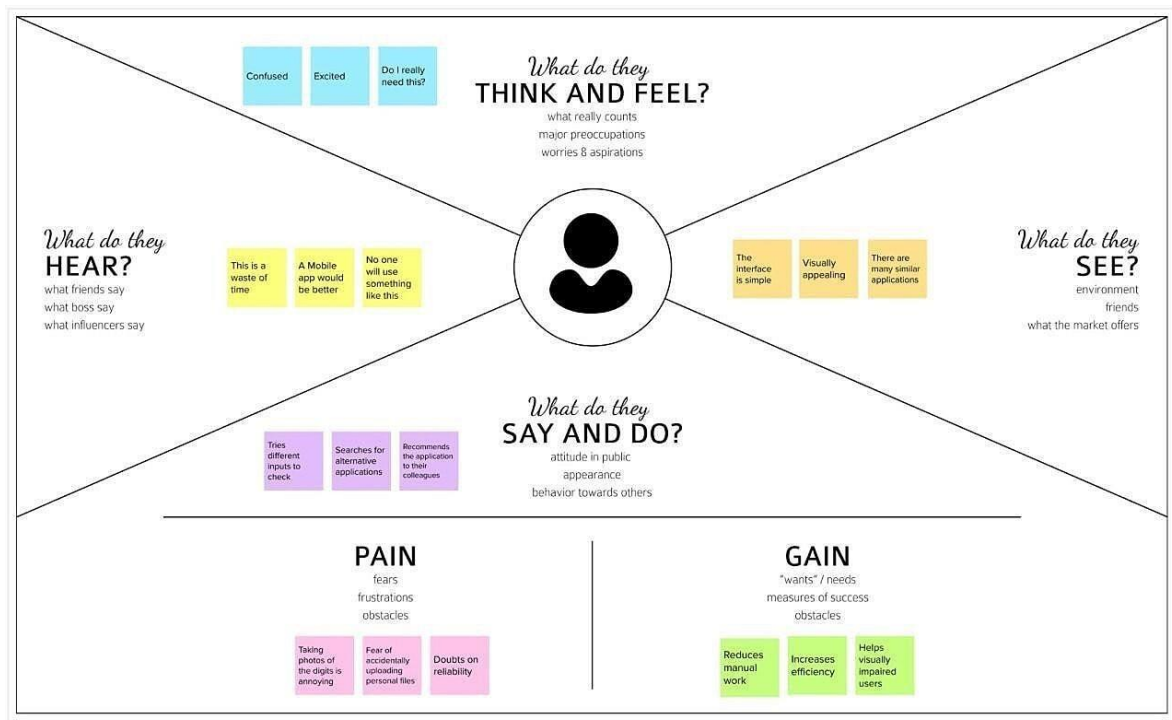 Confused
Excited
Do I really
need this?
What do they
THINK AND FEEL?
what really counts
major preoccupations
worries & aspirations
What do they
HEAR?
what friends say
what boss say
what influencers say
This is a
waste of
time
A Mobile
app would
be better
No one
will use
something
like this
The
interface
is simple
Visually
appealing
There are
many similar
applications
What do they
SEE?
environment
friends
what the market offers
What do they
SAY AND DO?
attitude in public
appearance
behavior towards others
Tries
different
inputs to
check
Searches for
alternative
applications
Recommends
the application
to their
colleagues
PAIN
fears
frustrations
obstacles
Taking
photos of
the digits is
annoying
Fear of
accidentally
uploading
personal files
Doubts on
reliability
GAIN
"wants" / needs
measures of success
obstacles
Reduces
manual
work
Increases
efficiency
Helps
visually
impaired
users